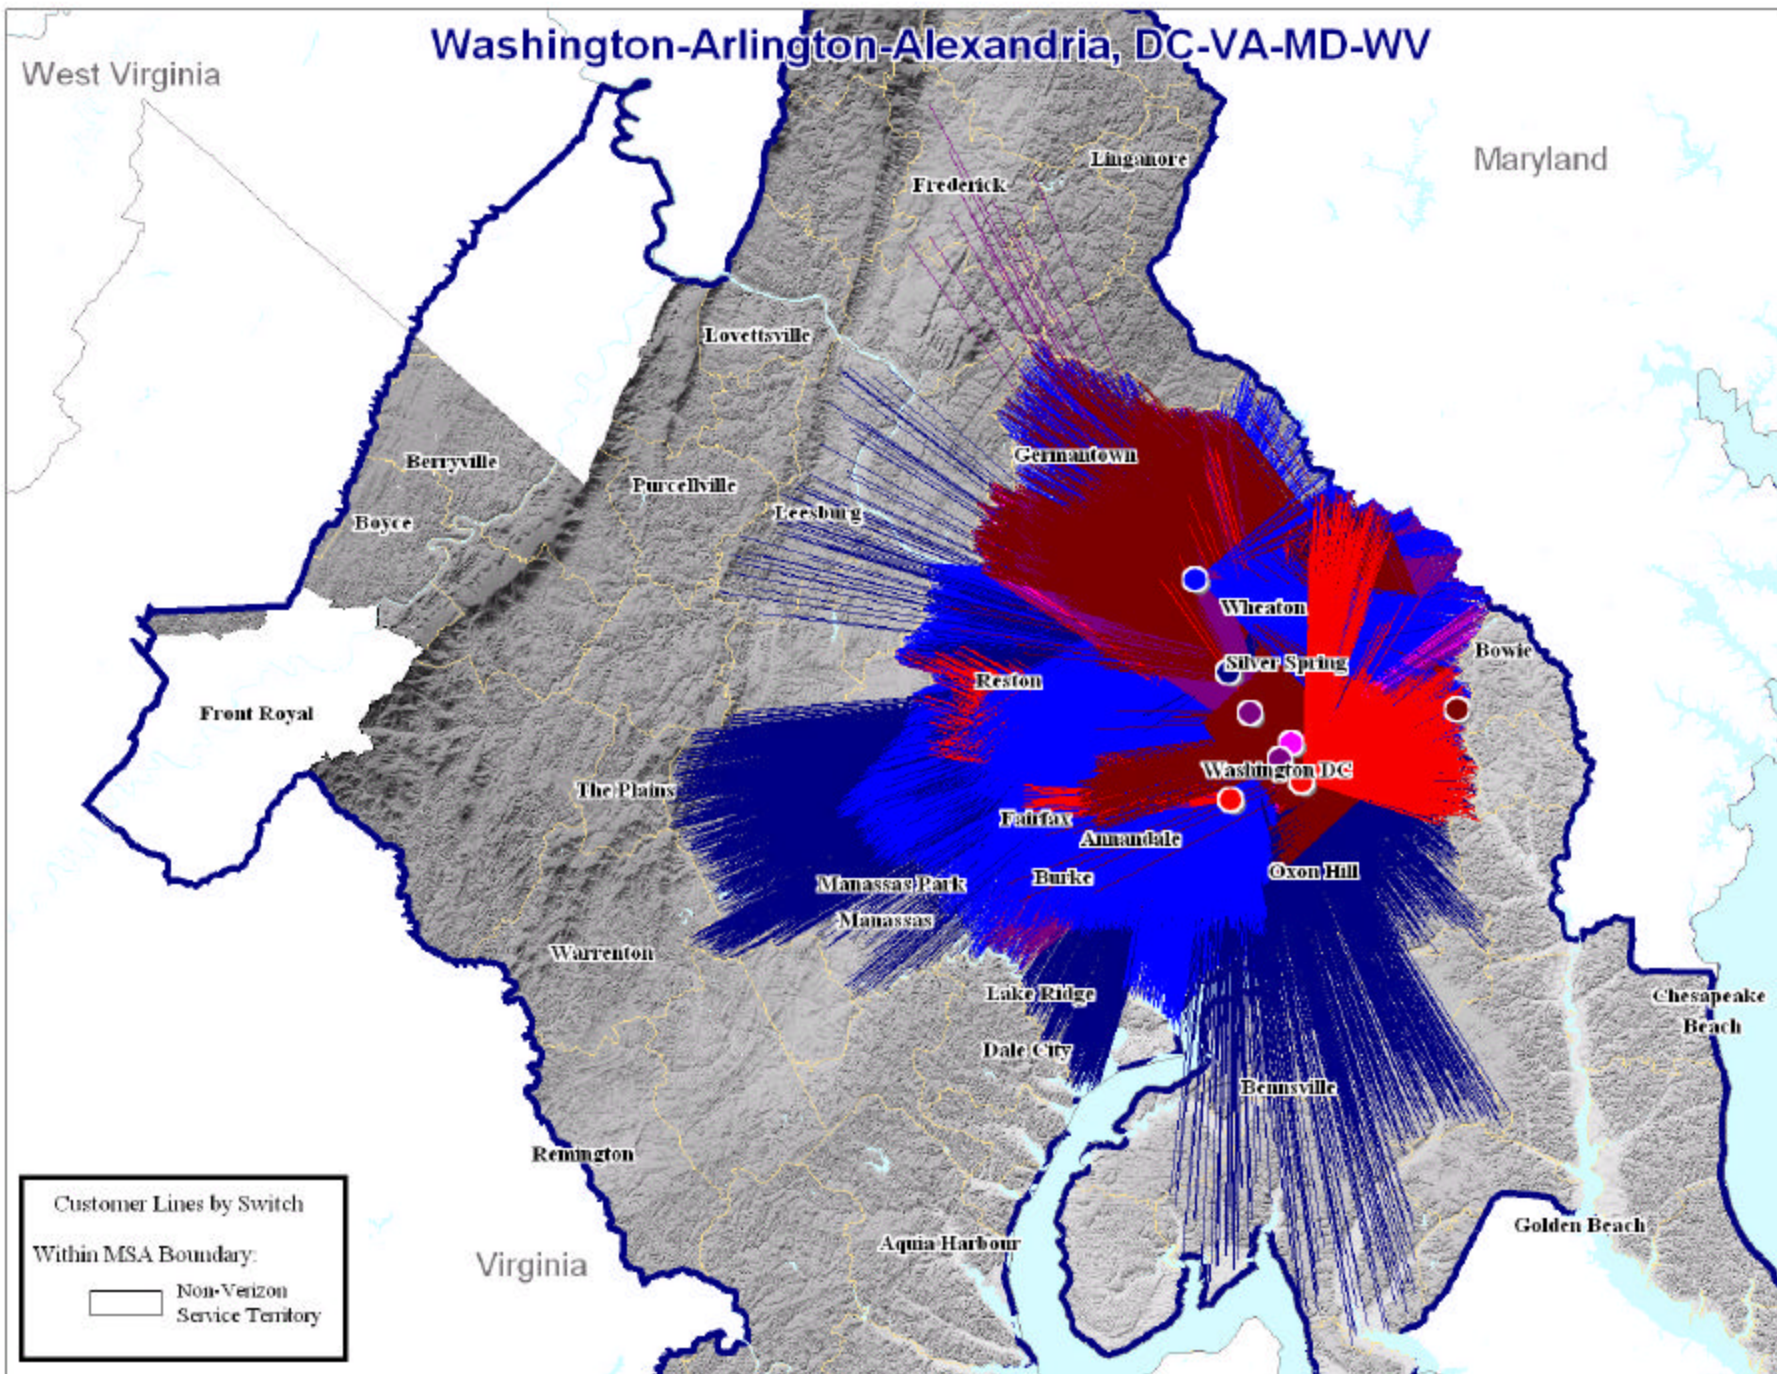 Washington-Arlington-Alexandria, DC-VA-MD-WV
West Virginia
Maryland
Linganore
Frederick
Lovettsville
Germantown
Berryville
Purcellville
Leesburg
Boyce
Wheaton
Silver Spring
Bowie
Reston
Front Royal
Washington DC
The Plains
Fairfax
Annandale
Oxon Hill
Burke
Manassas Park
Manassas
Warrenton
Lake Ridge
Chesapeake
Beach
Dale City
Bennsville
Remington
Golden Beach
Aquia Harbour
Virginia
Customer Lines by Switch
Within MSA Boundary:
Non-Verizon
Service Territory